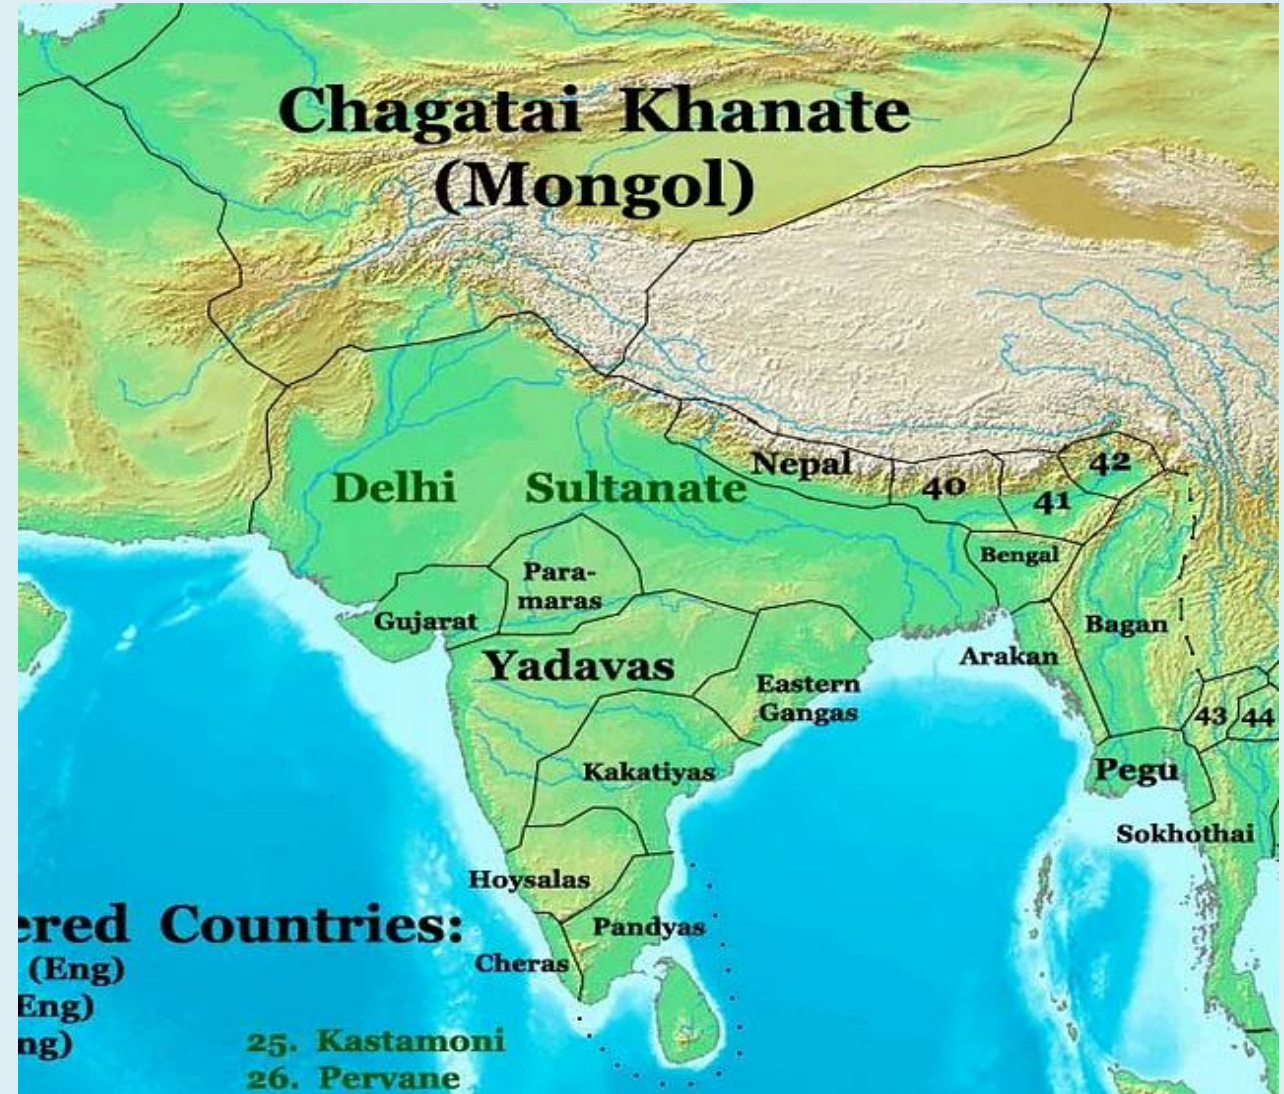 Chagatai Khanate
(Mongol)
Delhi Sultanate
Nepal
40
41
42
Bengal
Para-
maras
Gujarat
Bagan
Arakan
Yadavas
Eastern
Gangas
43
44
Kakatiyas
Pegu
Sokhothai
Hoysalas
Pandyas
Cheras
ered Countries:
(Eng)
Eng)
ng)
25. Kastamoni
26. Pervane